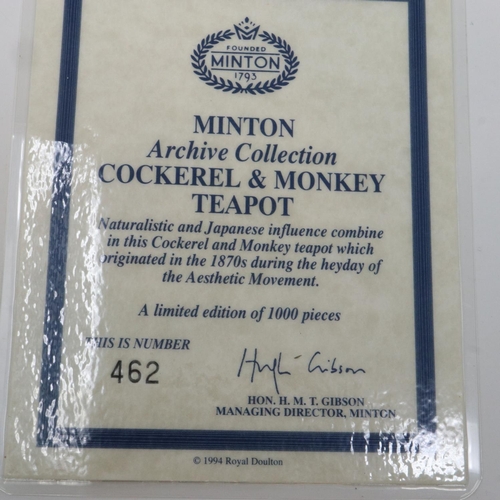 FOUNDED
MINTON
1793
MINTON
Archive Collection
COCKEREL & MONKEY
TEAPOT
Naturalistic and Japanese influence combine
in this Cockerel and Monkey teapot which
originated in the 1870s during the heyday of
the Aesthetic Movement.
A limited edition of 1000 pieces
THIS IS NUMBER
462
Hugh Gibson
HON. H. M. T. GIBSON
MANAGING DIRECTOR, MINTON
© 1994 Royal Doulton